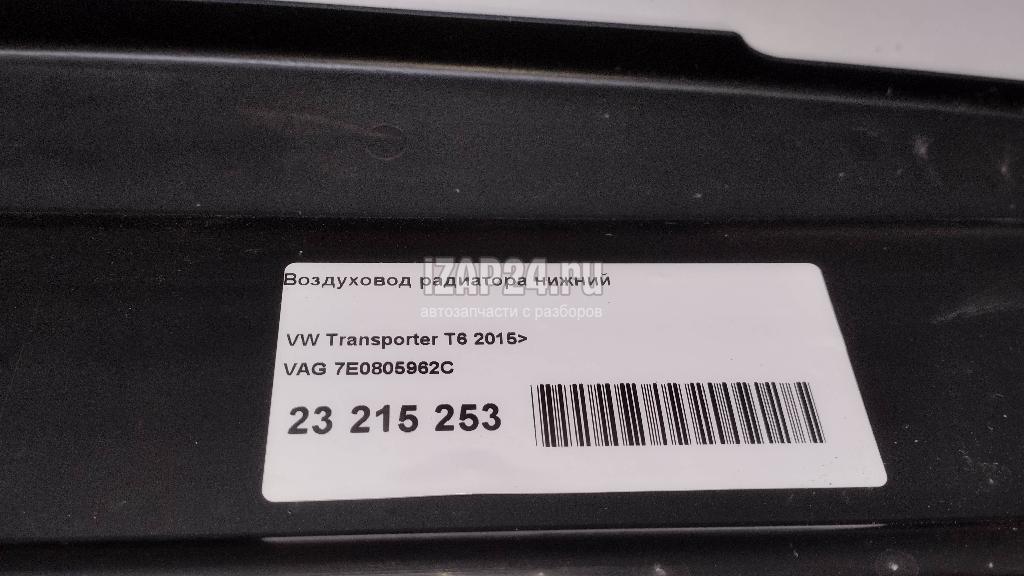 Воздуховод радиатора нижний
iZAP24.ru
автозапчасти с разборов
VW Transporter T6 2015>
VAG 7E0805962C
23 215 253